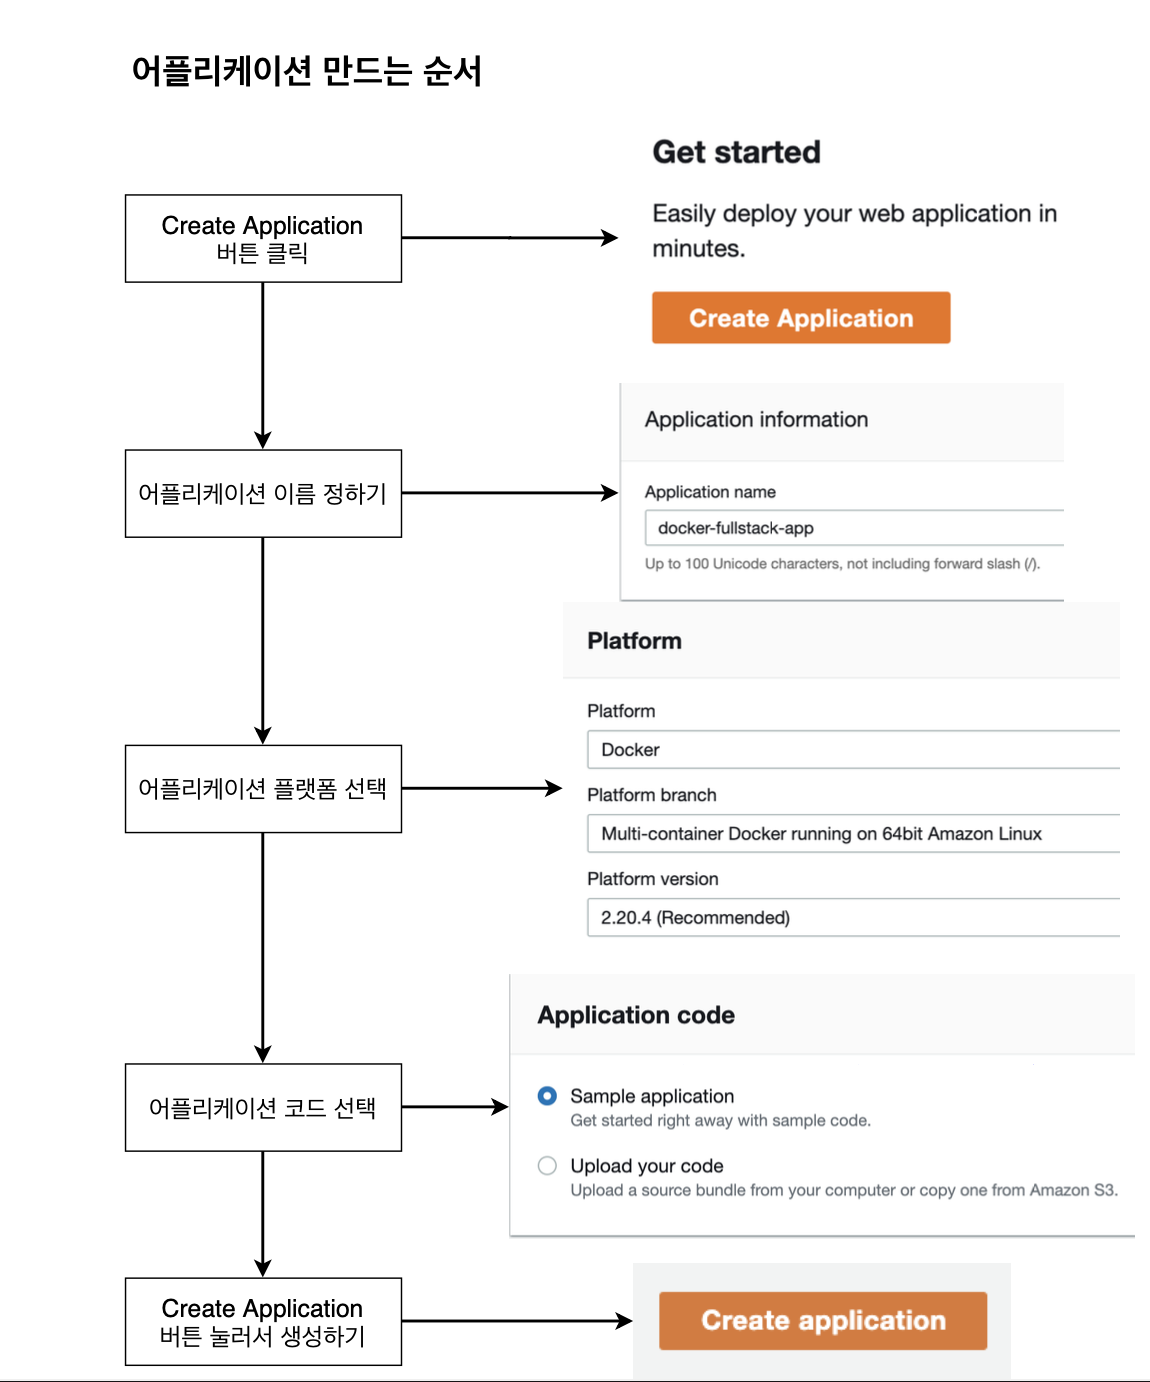 어플리케이션 만드는 순서
Create Application
버튼 클릭
Get started
Easily deploy your web application in
minutes.
Create Application
어플리케이션 이름 정하기
Application information
Application name
docker-fullstack-app
Up to 100 Unicode characters, not including forward slash (/).
어플리케이션 플랫폼 선택
Platform
Platform
Docker
Platform branch
Multi-container Docker running on 64bit Amazon Linux
Platform version
2.20.4 (Recommended)
어플리케이션 코드 선택
Application code
Sample application
Get started right away with sample code.
Upload your code
Upload a source bundle from your computer or copy one from Amazon S3.
Create Application
버튼 눌러서 생성하기
Create application